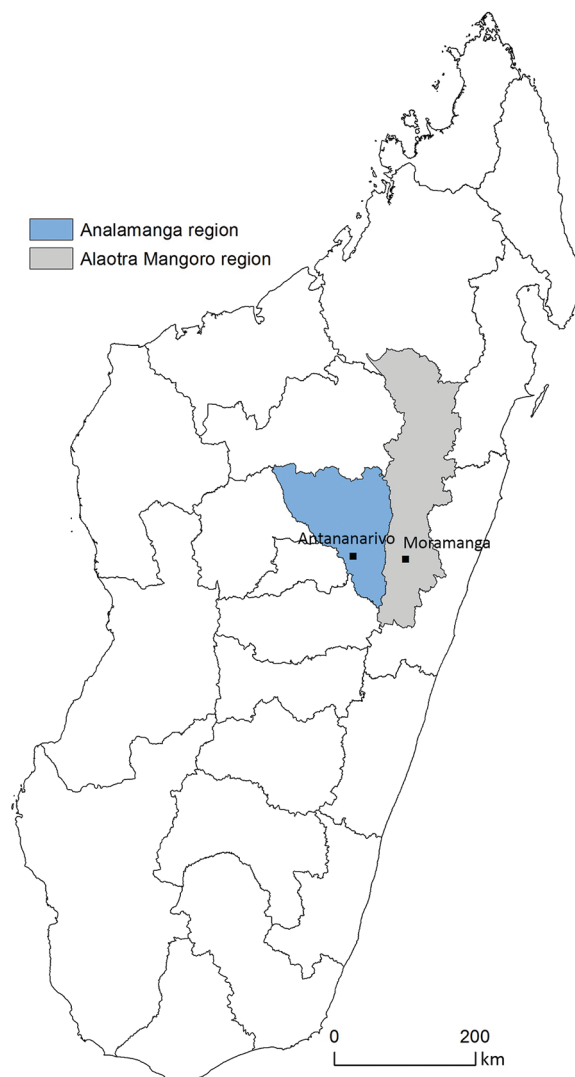 Analamanga region
Alaotra Mangoro region
Antananarivo
Moramanga
0 200
km